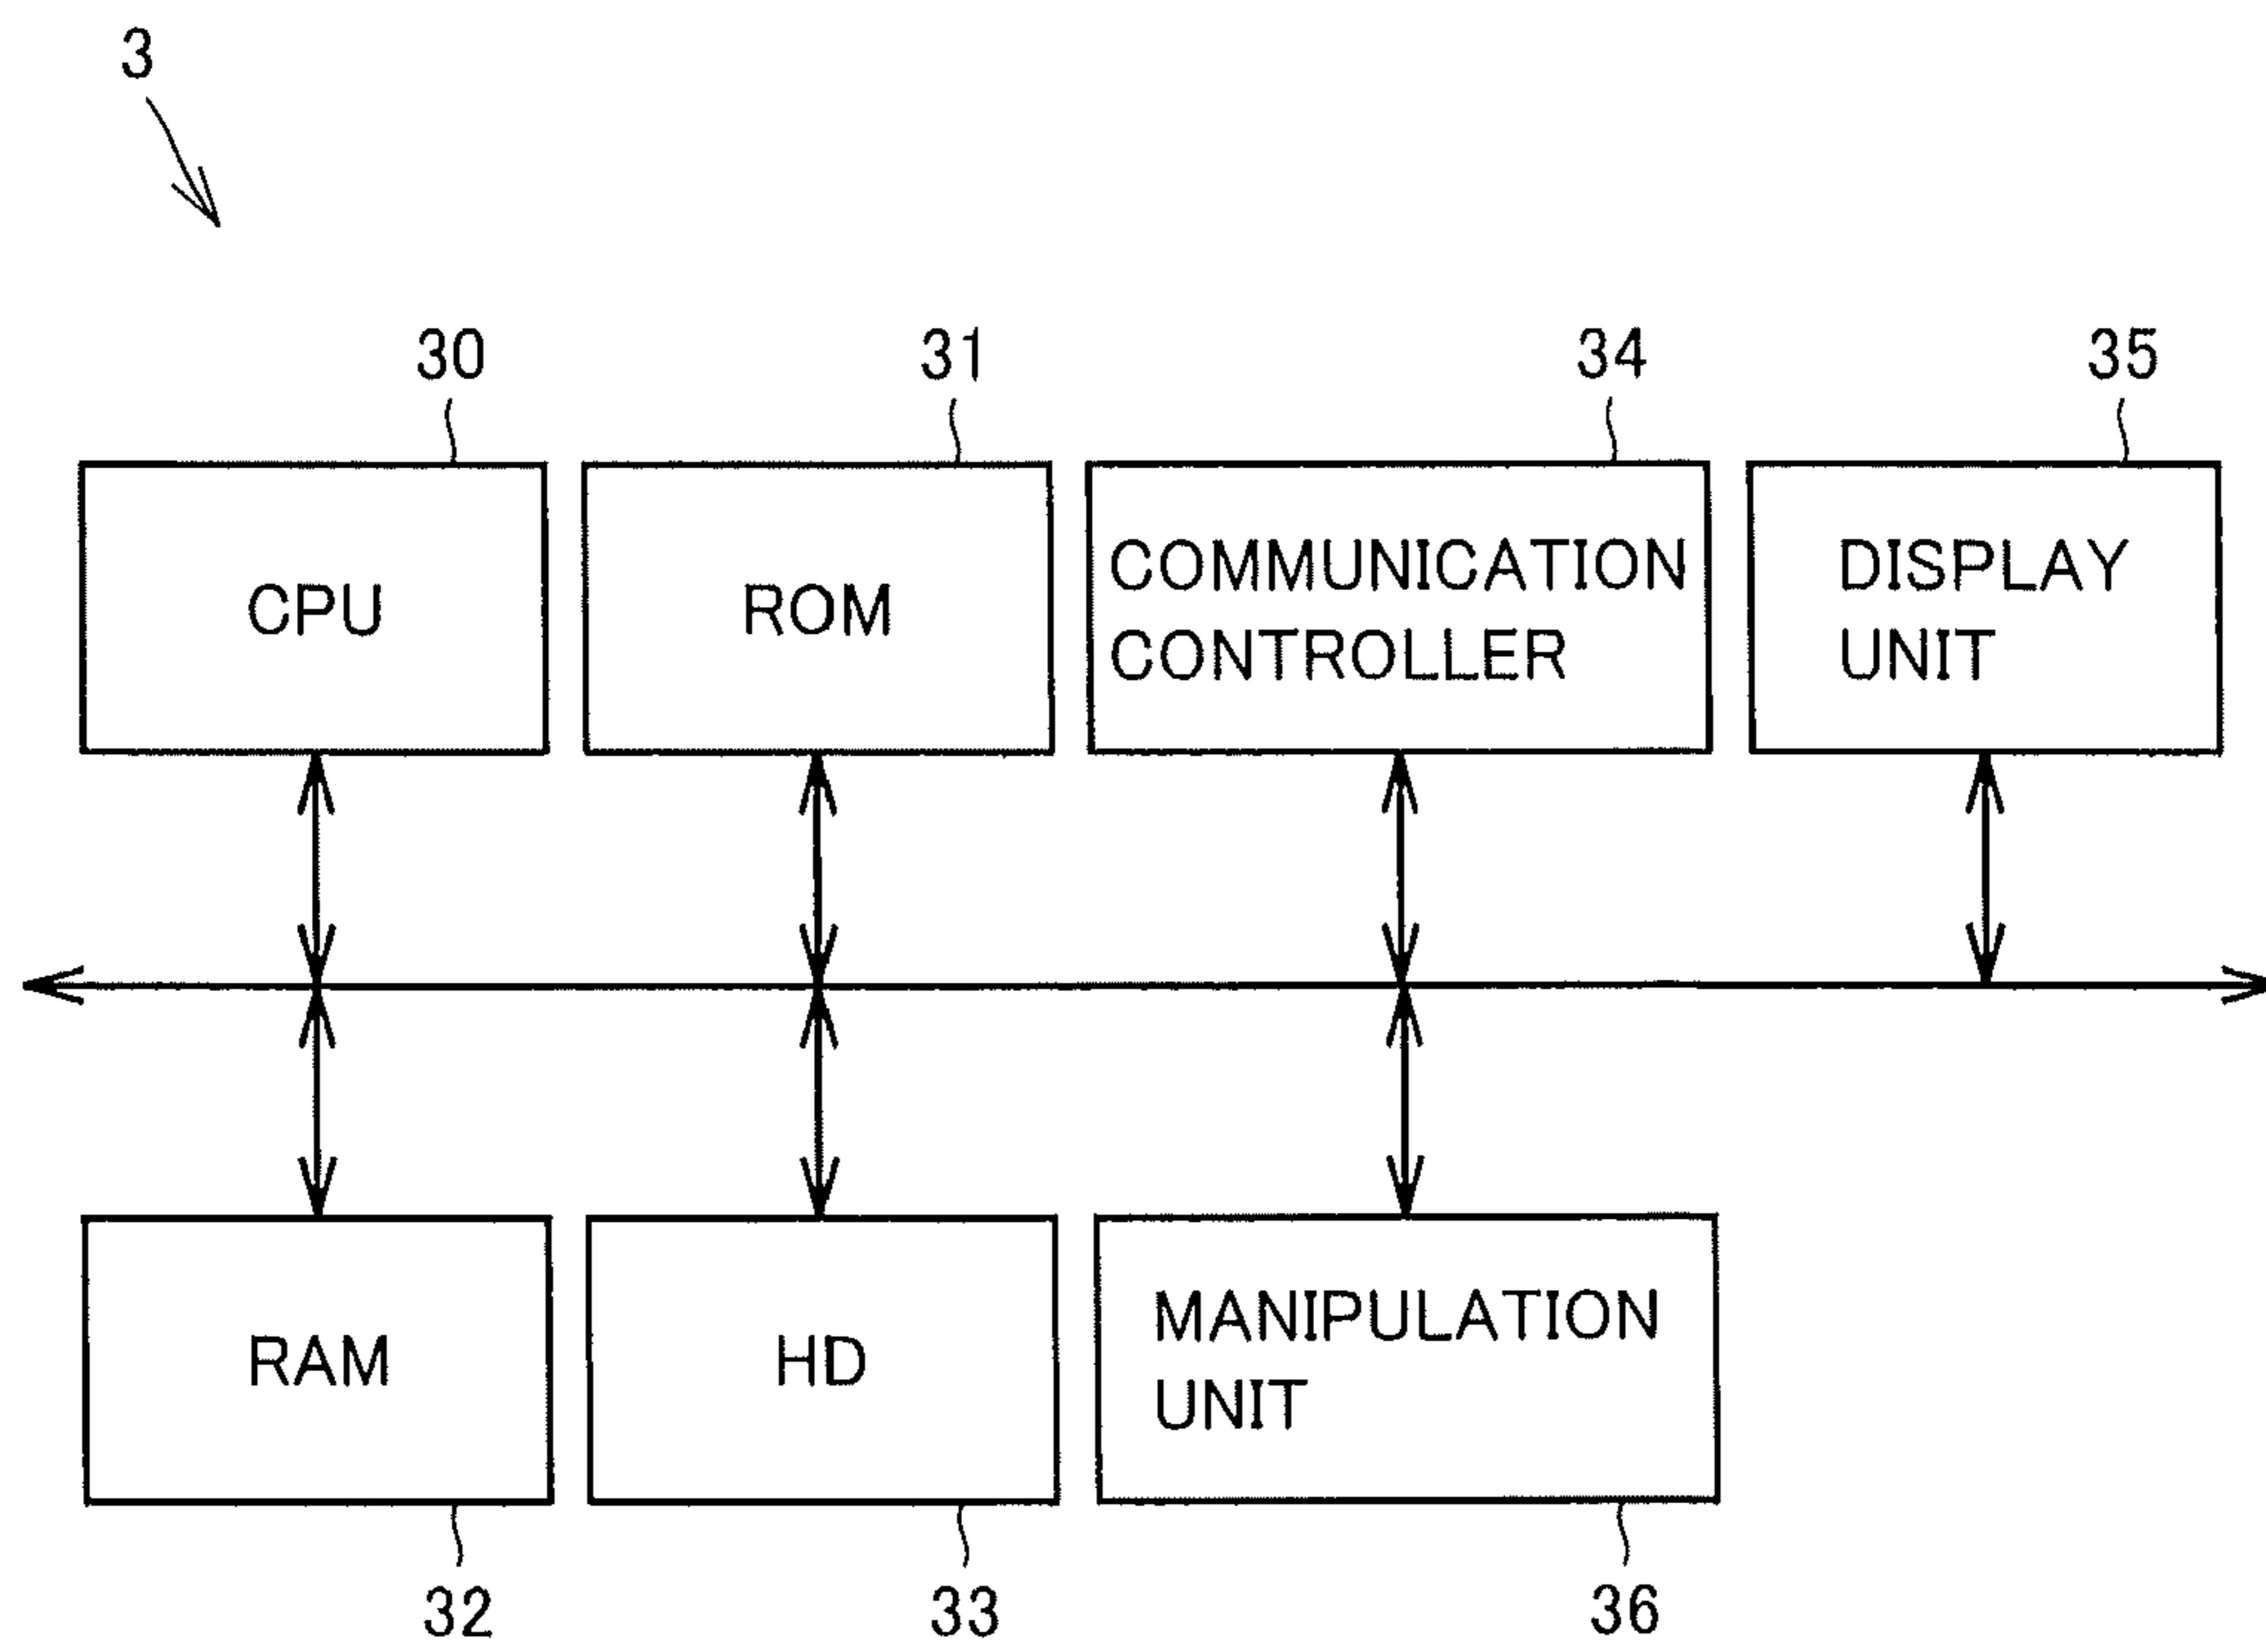 3
30
31
34
35
CPU
ROM
COMMUNICATION
CONTROLLER
DISPLAY
UNIT
RAM
HD
MANIPULATION
UNIT
32
33
36